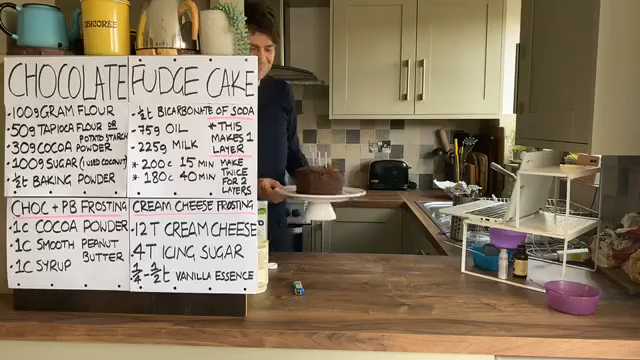 CHOCOLATE FUDGE CAKE
• 100g GRAM FLOUR
• 50g TAPIOCA FLOUR OR
POTATO STARCH
• 30g COCOA POWDER
• 100g SUGAR (I USED COCONUT)
• ½t BAKING POWDER
• ½t BICARBONATE OF SODA
• 75g OIL
• 225g MILK
* 200c 15 MIN
* 180c 40 MIN
* THIS
MAKES 1
LAYER
MAKE
TWICE
FOR 2
LAYERS
CHOC + PB FROSTING
• 1c COCOA POWDER
• 1c SMOOTH PEANUT
BUTTER
• 1c SYRUP
CREAM CHEESE FROSTING
• 12T CREAM CHEESE
• 4T ICING SUGAR
• ¼-½t VANILLA ESSENCE